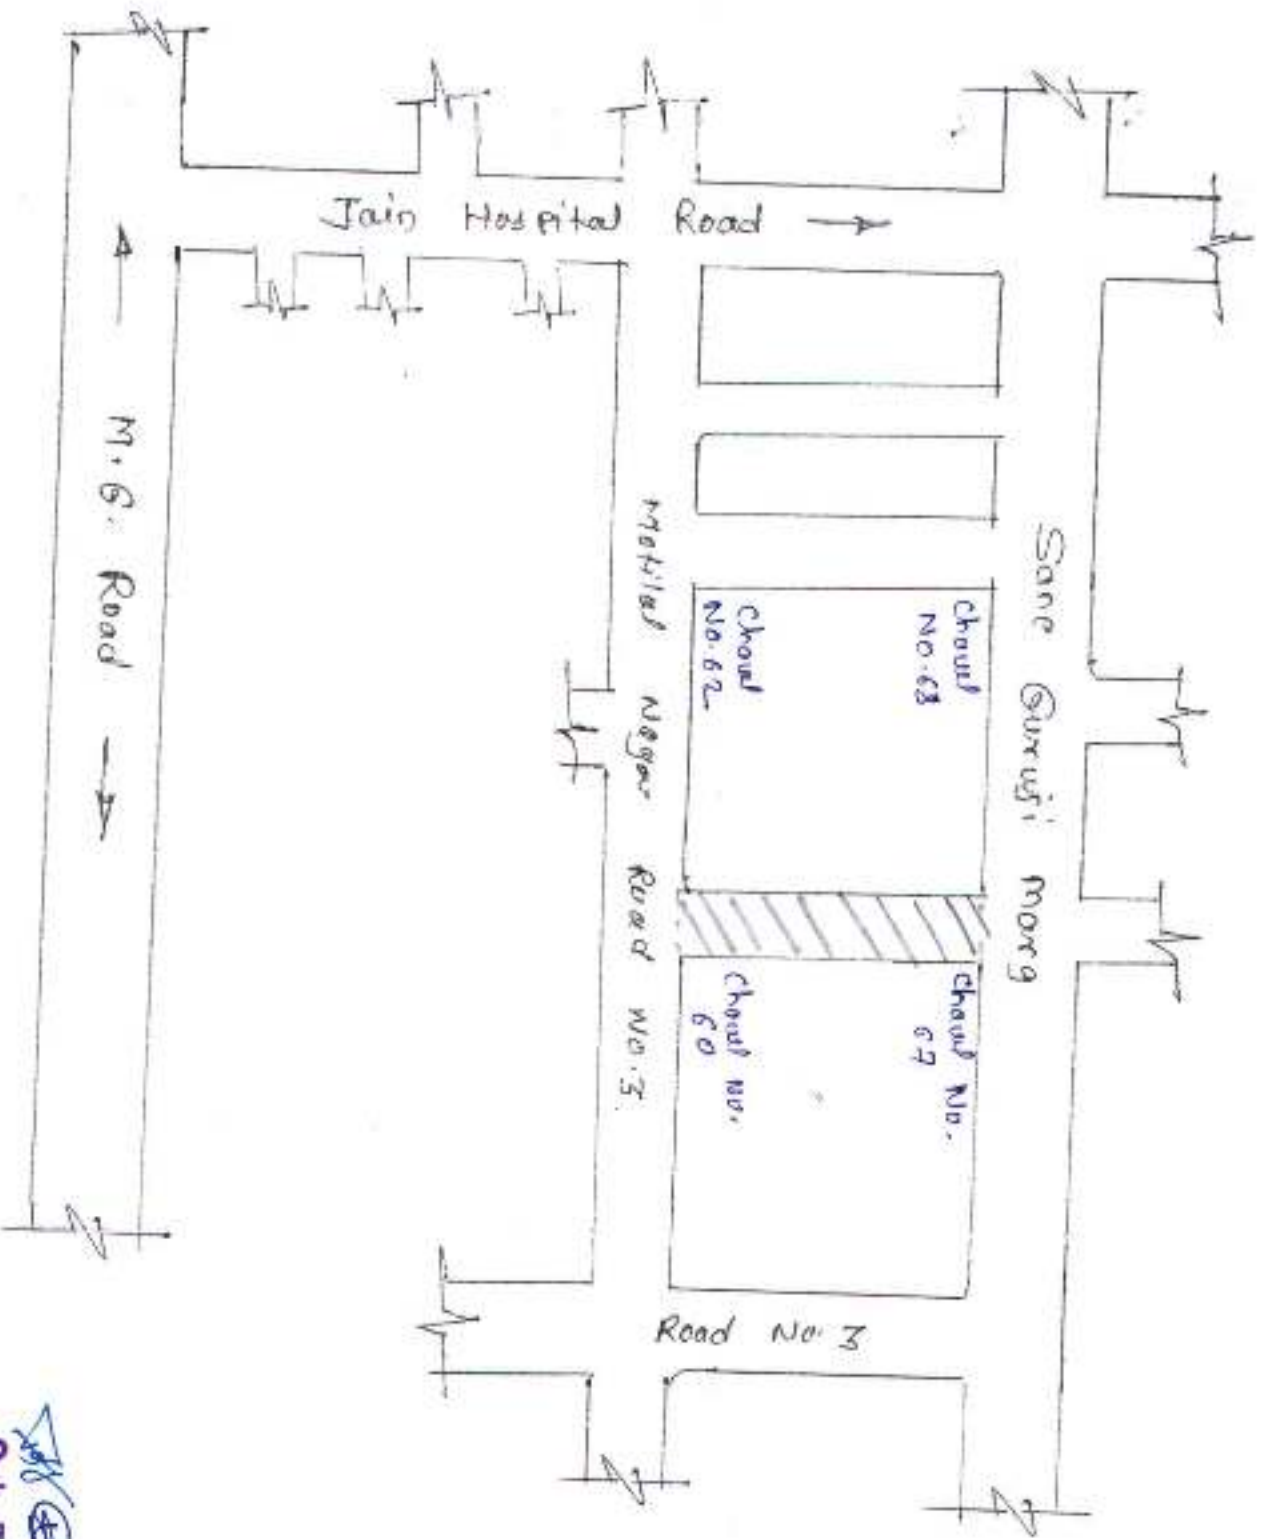 Jain Hospital Road
M. G. Road
Motilal Nagar Road No. 3.
Sane Guruji Marg
Chawl
No. 62
Chawl
No. 68
Chawl No.
60
Chawl No.
67
Road No. 3